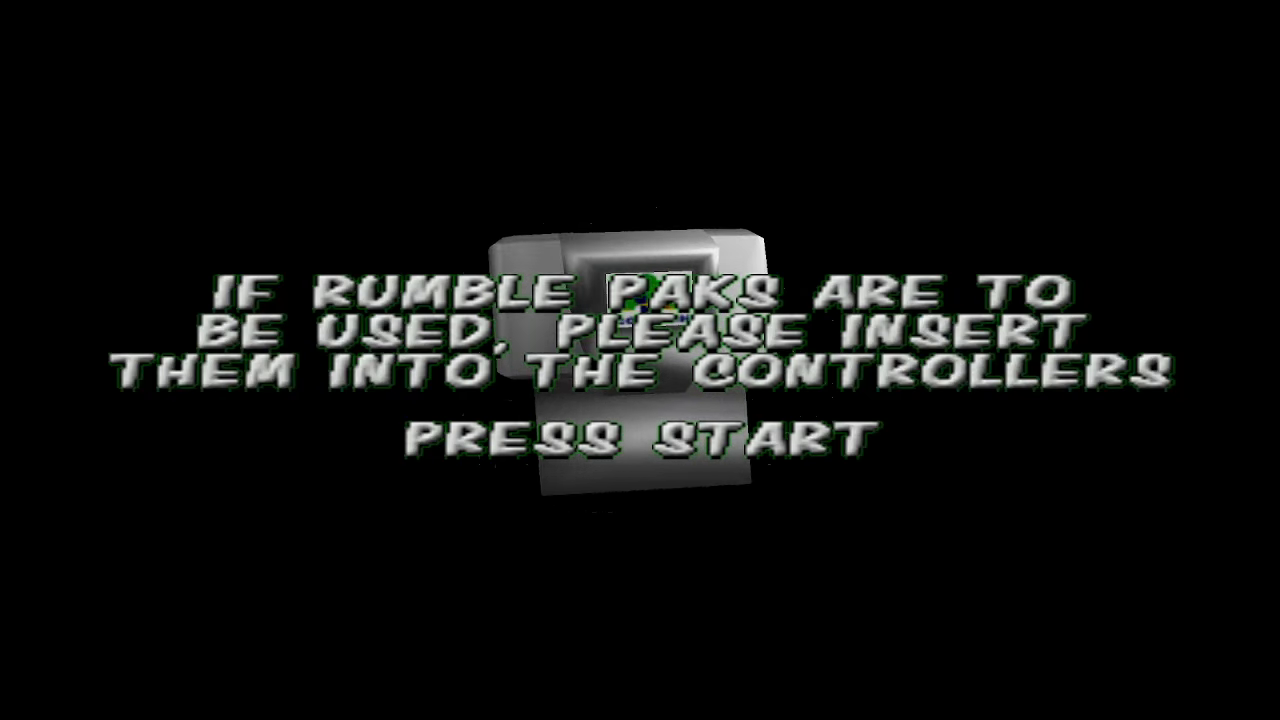 IF RUMBLE PAKS ARE TO
BE USED, PLEASE INSERT
THEM INTO THE CONTROLLERS
PRESS START